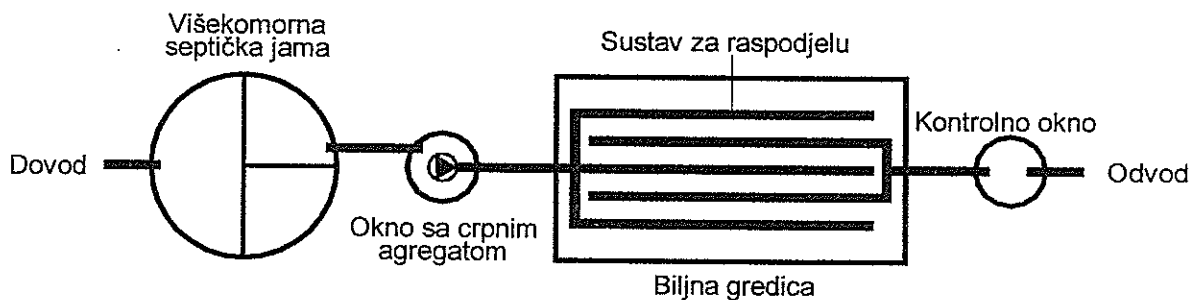 Višekomorna
septička jama
Sustav za raspodjelu
Kontrolno okno
Dovod
Odvod
Okno sa crpnim
agregatom
Biljna gredica